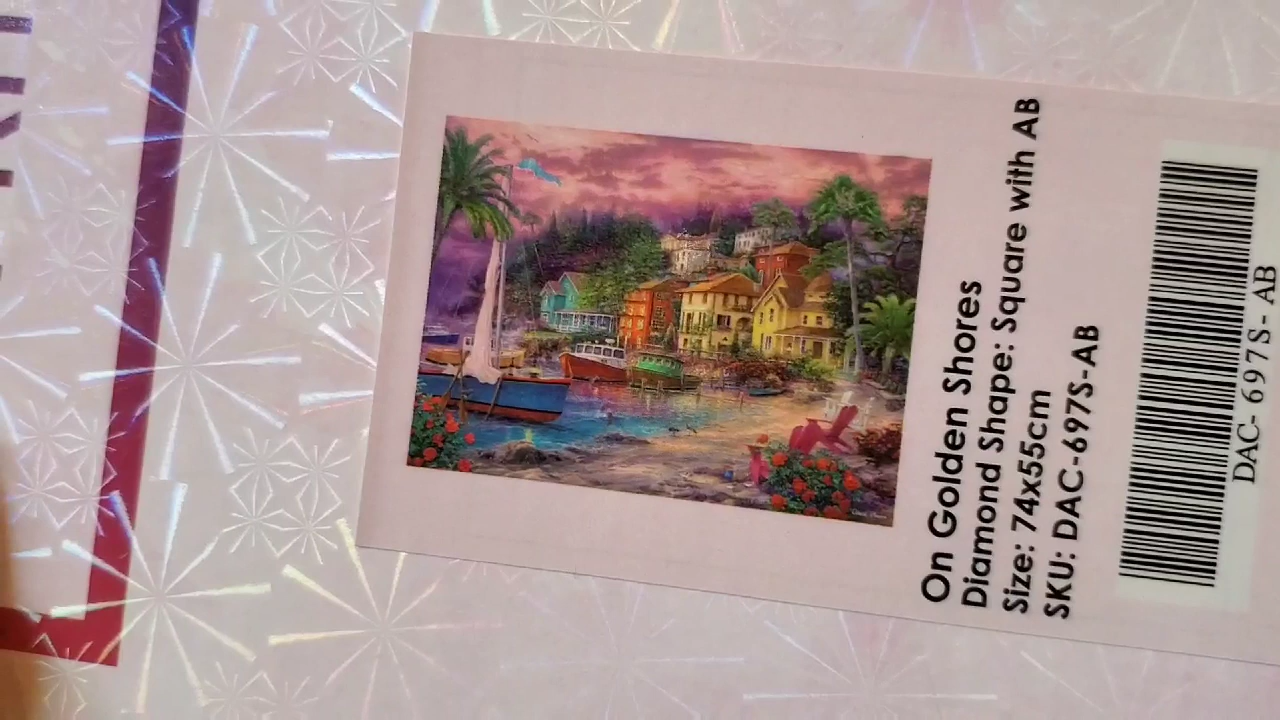 On Golden Shores
Diamond Shape: Square with AB
Size: 74x55cm
SKU: DAC-697S-AB
DAC- 697S- AB